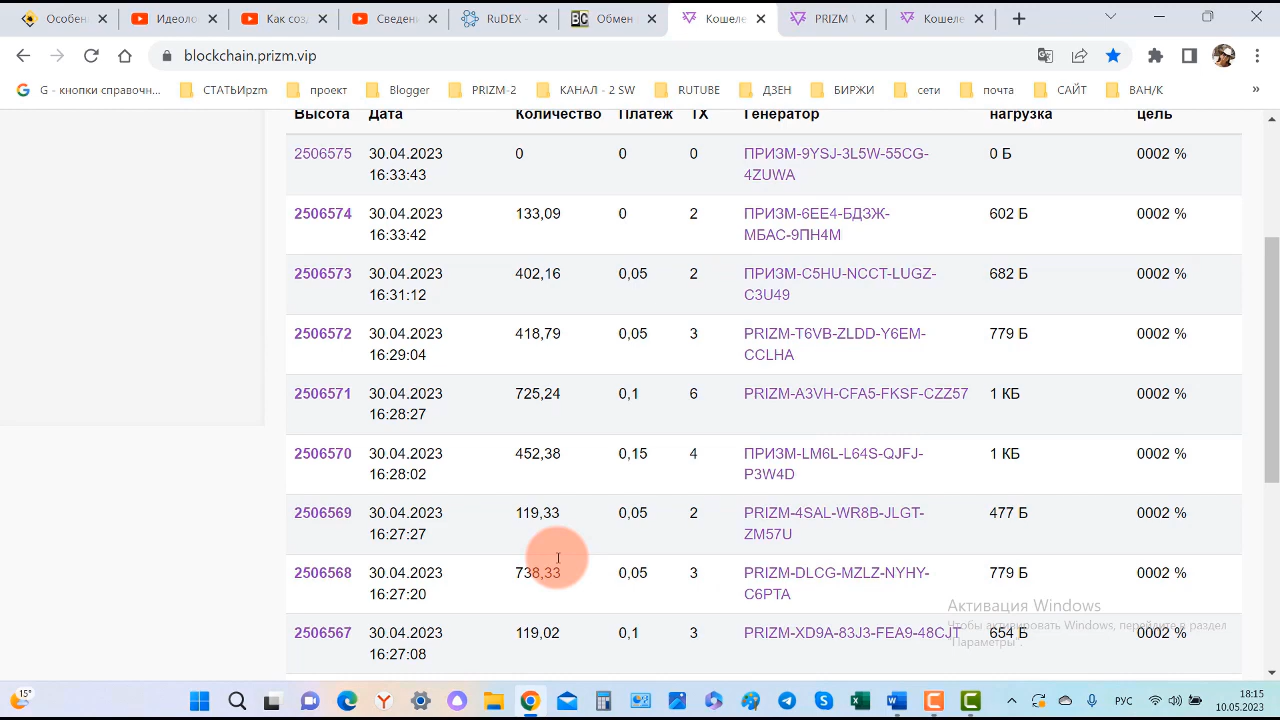 Особен
Идеоло
Как соз
Сведен
RuDEX -
Обмен
Кошеле
PRIZM
Кошеле
blockchain.prizm.vip
G - кнопки справочн...
СТАТЬИpzm
проект
Blogger
PRIZM-2
КАНАЛ - 2 SW
RUTUBE
ДЗЕН
БИРЖИ
сети
почта
САЙТ
ВАН/К
»
Высота Дата Количество Платеж TX Генератор нагрузка цель
2506575 30.04.2023 0 0 0 ПРИЗМ-9YSJ-3L5W-55CG- 0 Б 0002 %
16:33:43 4ZUWA
2506574 30.04.2023 133,09 0 2 ПРИЗМ-6ЕЕ4-БДЗЖ- 602 Б 0002 %
16:33:42 МБАС-9ПН4М
2506573 30.04.2023 402,16 0,05 2 ПРИЗМ-C5HU-NCCT-LUGZ- 682 Б 0002 %
16:31:12 C3U49
2506572 30.04.2023 418,79 0,05 3 PRIZM-T6VB-ZLDD-Y6EM- 779 Б 0002 %
16:29:04 CCLHA
2506571 30.04.2023 725,24 0,1 6 PRIZM-A3VH-CFA5-FKSF-CZZ57 1 КБ 0002 %
16:28:27
2506570 30.04.2023 452,38 0,15 4 ПРИЗМ-LM6L-L64S-QJFJ- 1 КБ 0002 %
16:28:02 P3W4D
2506569 30.04.2023 119,33 0,05 2 PRIZM-4SAL-WR8B-JLGT- 477 Б 0002 %
16:27:27 ZM57U
2506568 30.04.2023 738,33 0,05 3 PRIZM-DLCG-MZLZ-NYHY- 779 Б 0002 %
16:27:20 C6PTA
2506567 30.04.2023 119,02 0,1 3 PRIZM-XD9A-83J3-FEA9-48CJT 654 Б 0002 %
16:27:08
Активация Windows
Чтобы активировать Windows, перейдите в раздел
"Параметры".
15°
РУС
18:15
10.05.2023